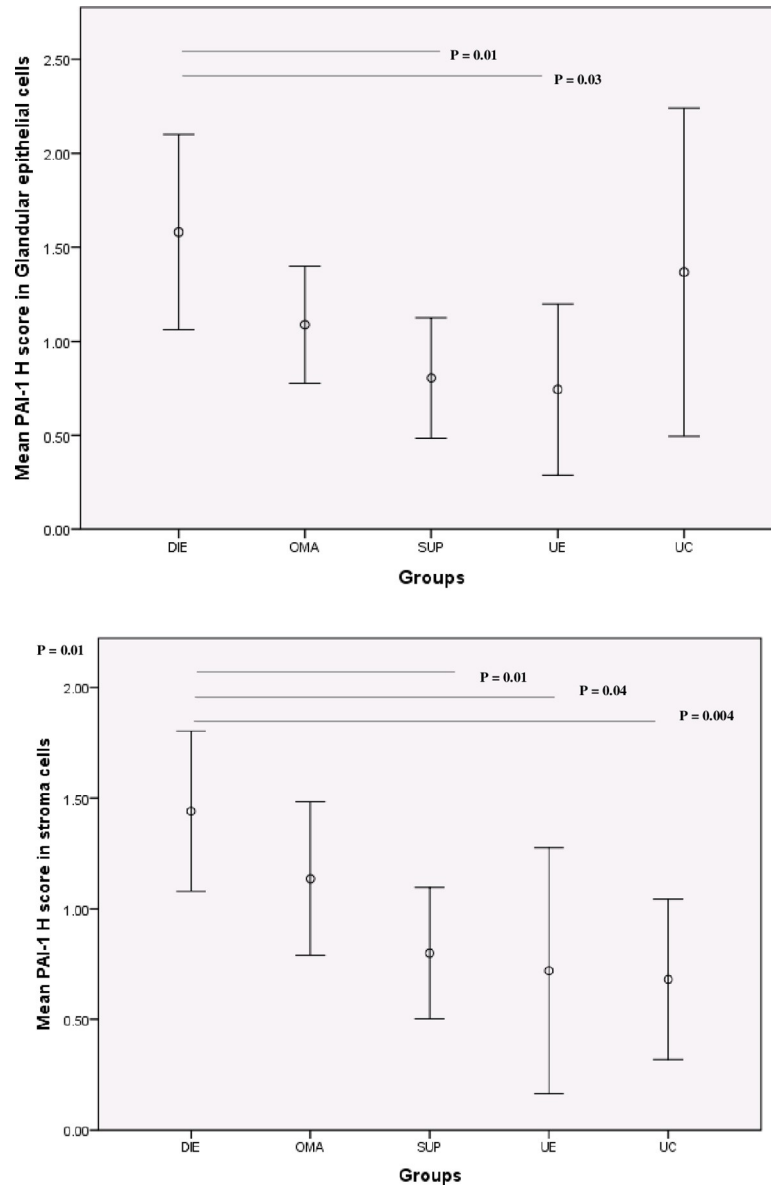 P = 0.01
P = 0.03
2.50
2.00
1.50
1.00
0.50
0.00
Mean PAI-1 H score in Glandular epithelial cells
DIE OMA SUP UE UC
Groups
P = 0.01
P = 0.01
P = 0.04
P = 0.004
2.00
1.50
1.00
0.50
0.00
Mean PAI-1 H score in stroma cells
DIE OMA SUP UE UC
Groups